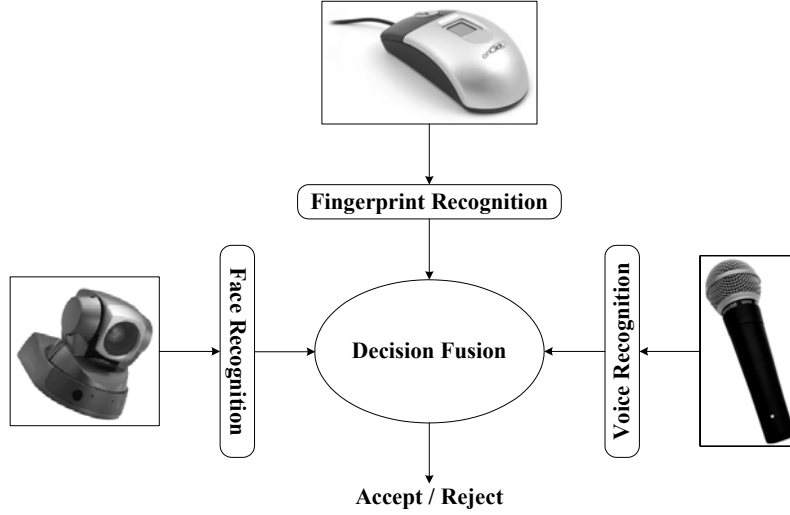 Fingerprint Recognition
Face Recognition
Decision Fusion
Voice Recognition
Accept / Reject